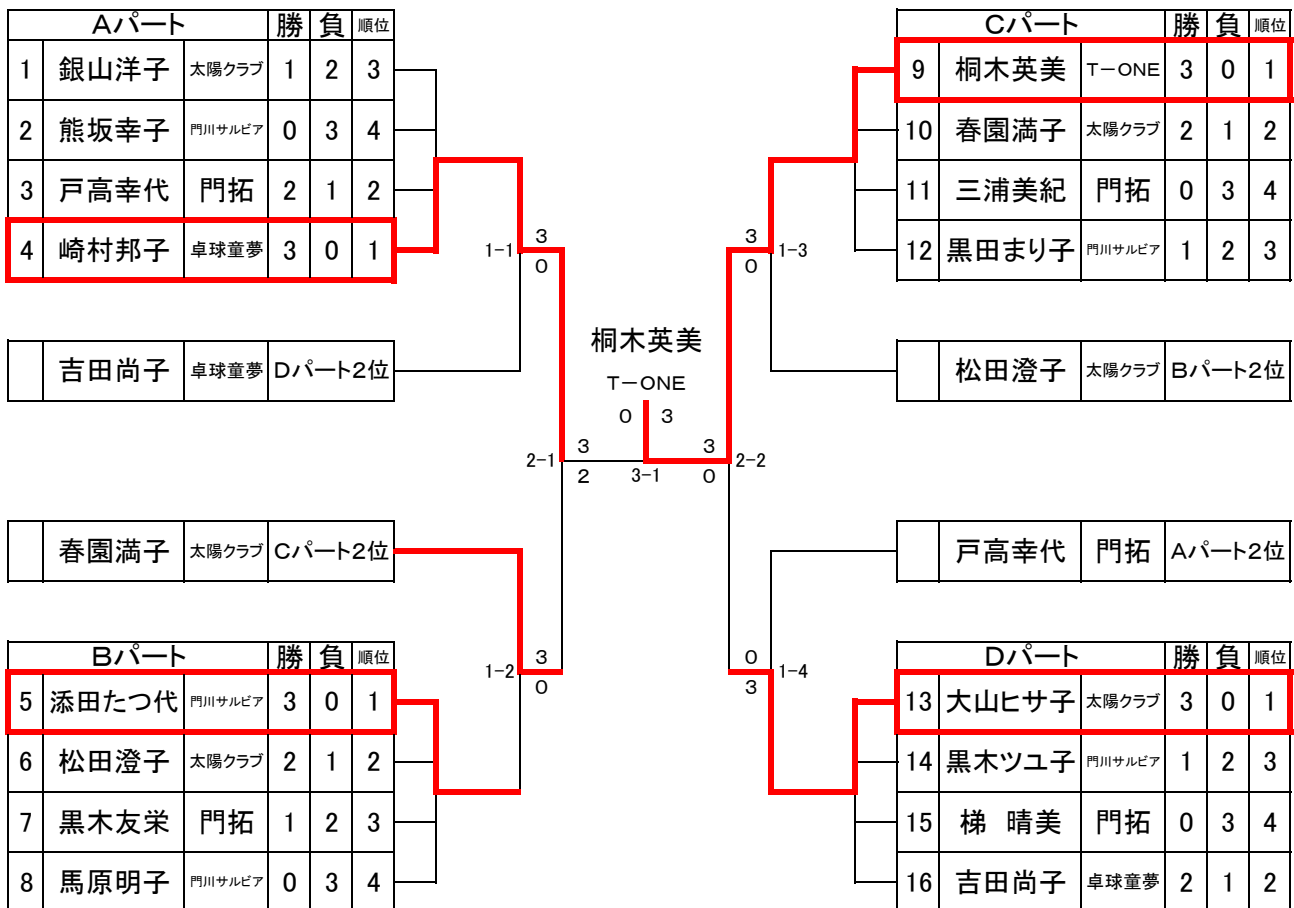 Aパート 勝 負 順位
1 銀山洋子 太陽クラブ 1 2 3
2 熊坂幸子 門川サルビア 0 3 4
3 戸高幸代 門拓 2 1 2
4 崎村邦子 卓球童夢 3 0 1
吉田尚子 卓球童夢 Dパート2位
春園満子 太陽クラブ Cパート2位
Bパート 勝 負 順位
5 添田たつ代 門川サルビア 3 0 1
6 松田澄子 太陽クラブ 2 1 2
7 黒木友栄 門拓 1 2 3
8 馬原明子 門川サルビア 0 3 4
1-1 3
0
2-1 3
2
1-2 3
0
桐木英美
T-ONE
0 3
3-1
3 1-3
0
3 2-2
0
0 1-4
3
Cパート 勝 負 順位
9 桐木英美 T-ONE 3 0 1
10 春園満子 太陽クラブ 2 1 2
11 三浦美紀 門拓 0 3 4
12 黒田まり子 門川サルビア 1 2 3
松田澄子 太陽クラブ Bパート2位
戸高幸代 門拓 Aパート2位
Dパート 勝 負 順位
13 大山ヒサ子 太陽クラブ 3 0 1
14 黒木ツユ子 門川サルビア 1 2 3
15 梯 晴美 門拓 0 3 4
16 吉田尚子 卓球童夢 2 1 2